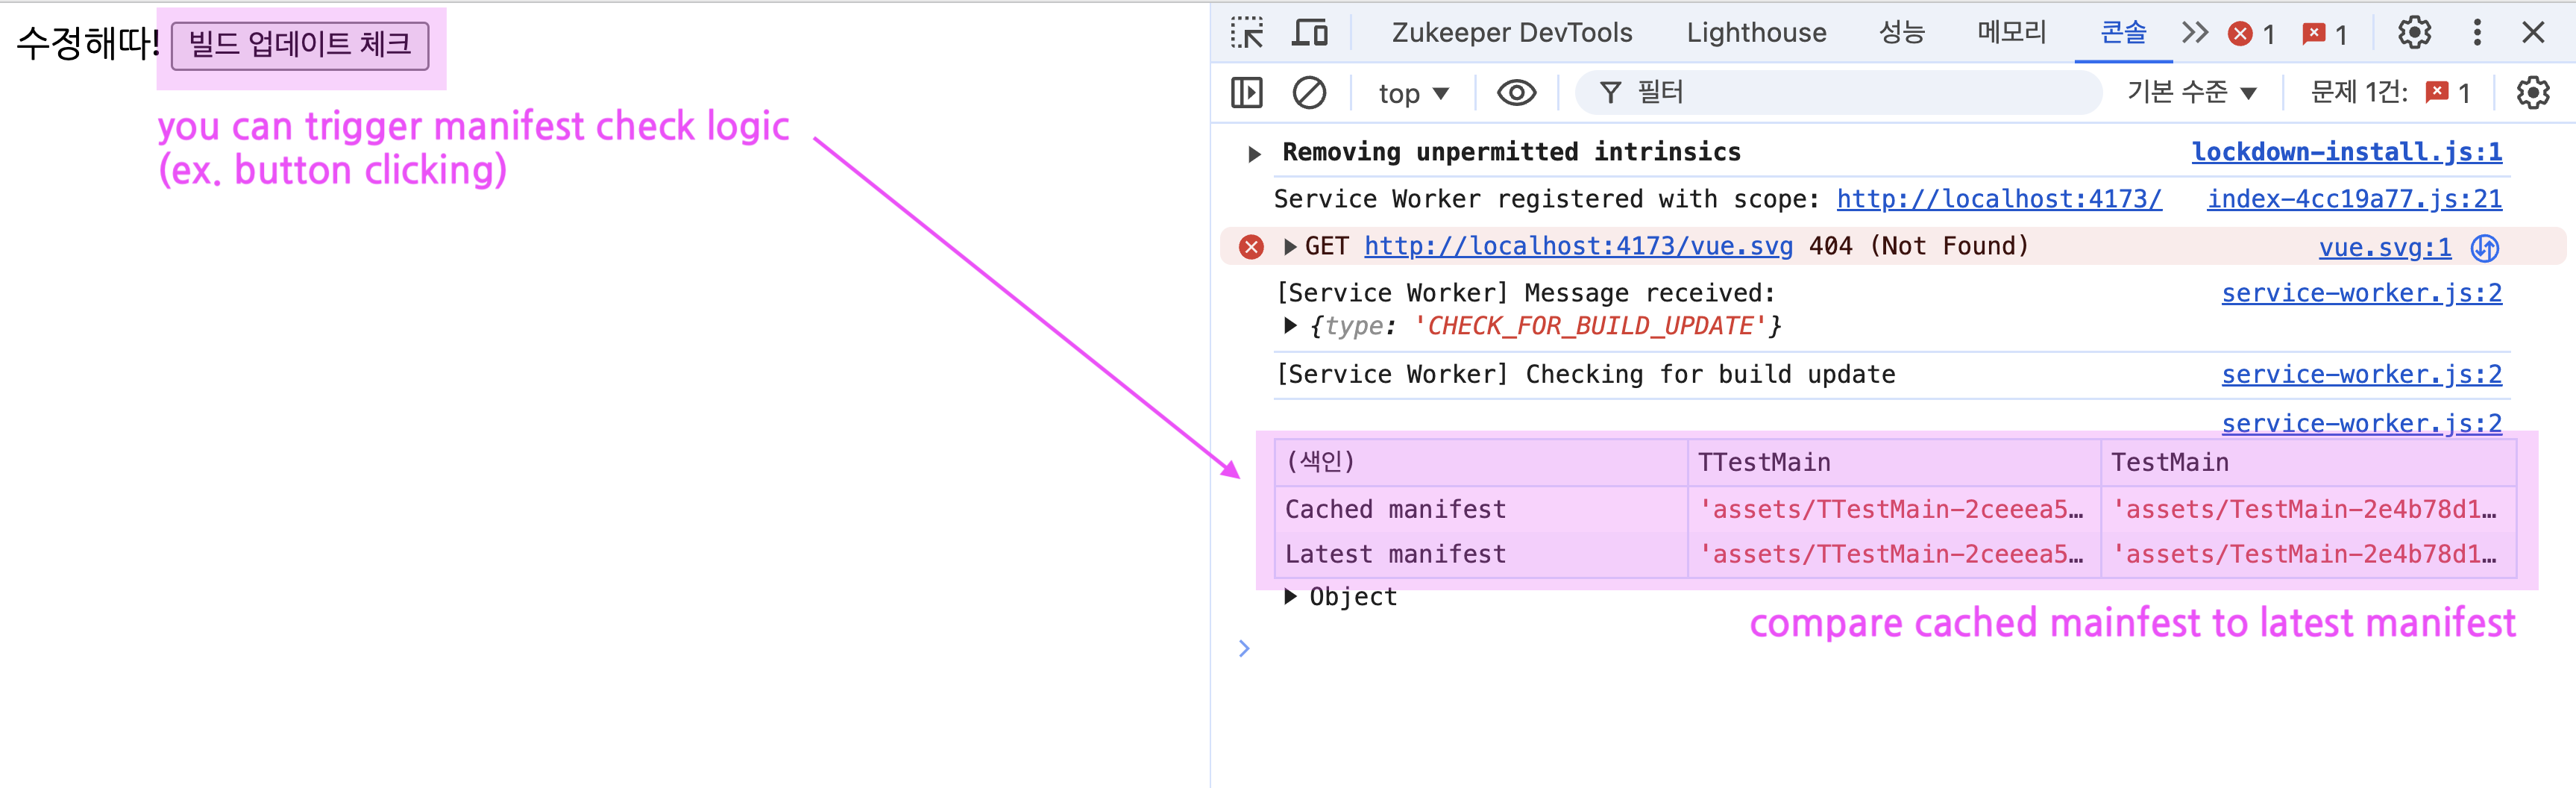 수정해따! 빌드 업데이트 체크
you can trigger manifest check logic
(ex. button clicking)
Zukeeper DevTools Lighthouse 성능 메모리 콘솔 1 1
top 필터 기본 수준 문제 1건: 1
Removing unpermitted intrinsics lockdown-install.js:1
Service Worker registered with scope: http://localhost:4173/ index-4cc19a77.js:21
GET http://localhost:4173/vue.svg 404 (Not Found) vue.svg:1
[Service Worker] Message received: service-worker.js:2
{type: 'CHECK_FOR_BUILD_UPDATE'}
[Service Worker] Checking for build update service-worker.js:2
service-worker.js:2
(색인) TTestMain TestMain
Cached manifest 'assets/TTestMain-2ceeea5… 'assets/TestMain-2e4b78d1…
Latest manifest 'assets/TTestMain-2ceeea5… 'assets/TestMain-2e4b78d1…
Object
compare cached mainfest to latest manifest